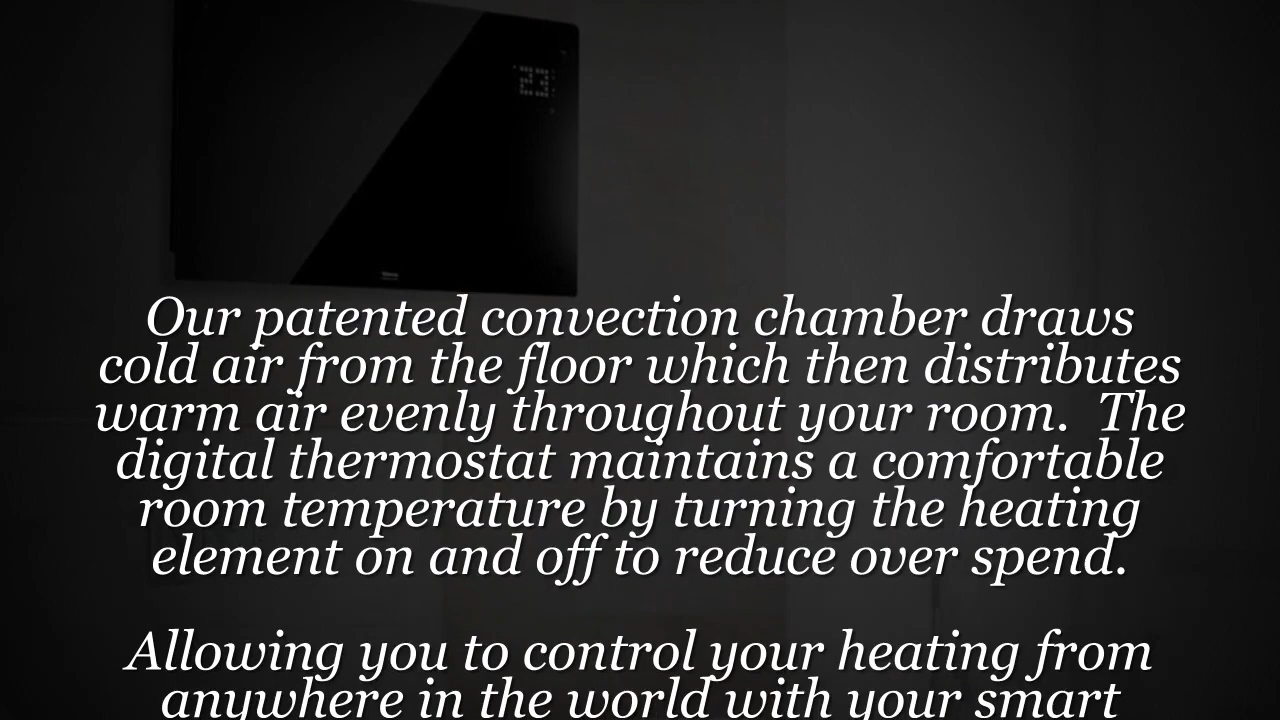 Our patented convection chamber draws
cold air from the floor which then distributes
warm air evenly throughout your room.  The
digital thermostat maintains a comfortable
room temperature by turning the heating
element on and off to reduce over spend.
Allowing you to control your heating from
anywhere in the world with your smart